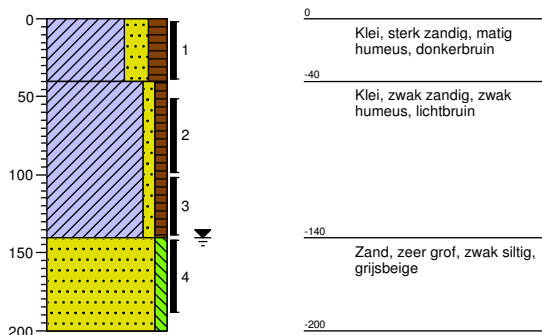 0
50
100
150
200
1
2
3
4
0
Klei, sterk zandig, matig
humeus, donkerbruin
-40
Klei, zwak zandig, zwak
humeus, lichtbruin
-140
Zand, zeer grof, zwak siltig,
grijsbeige
-200